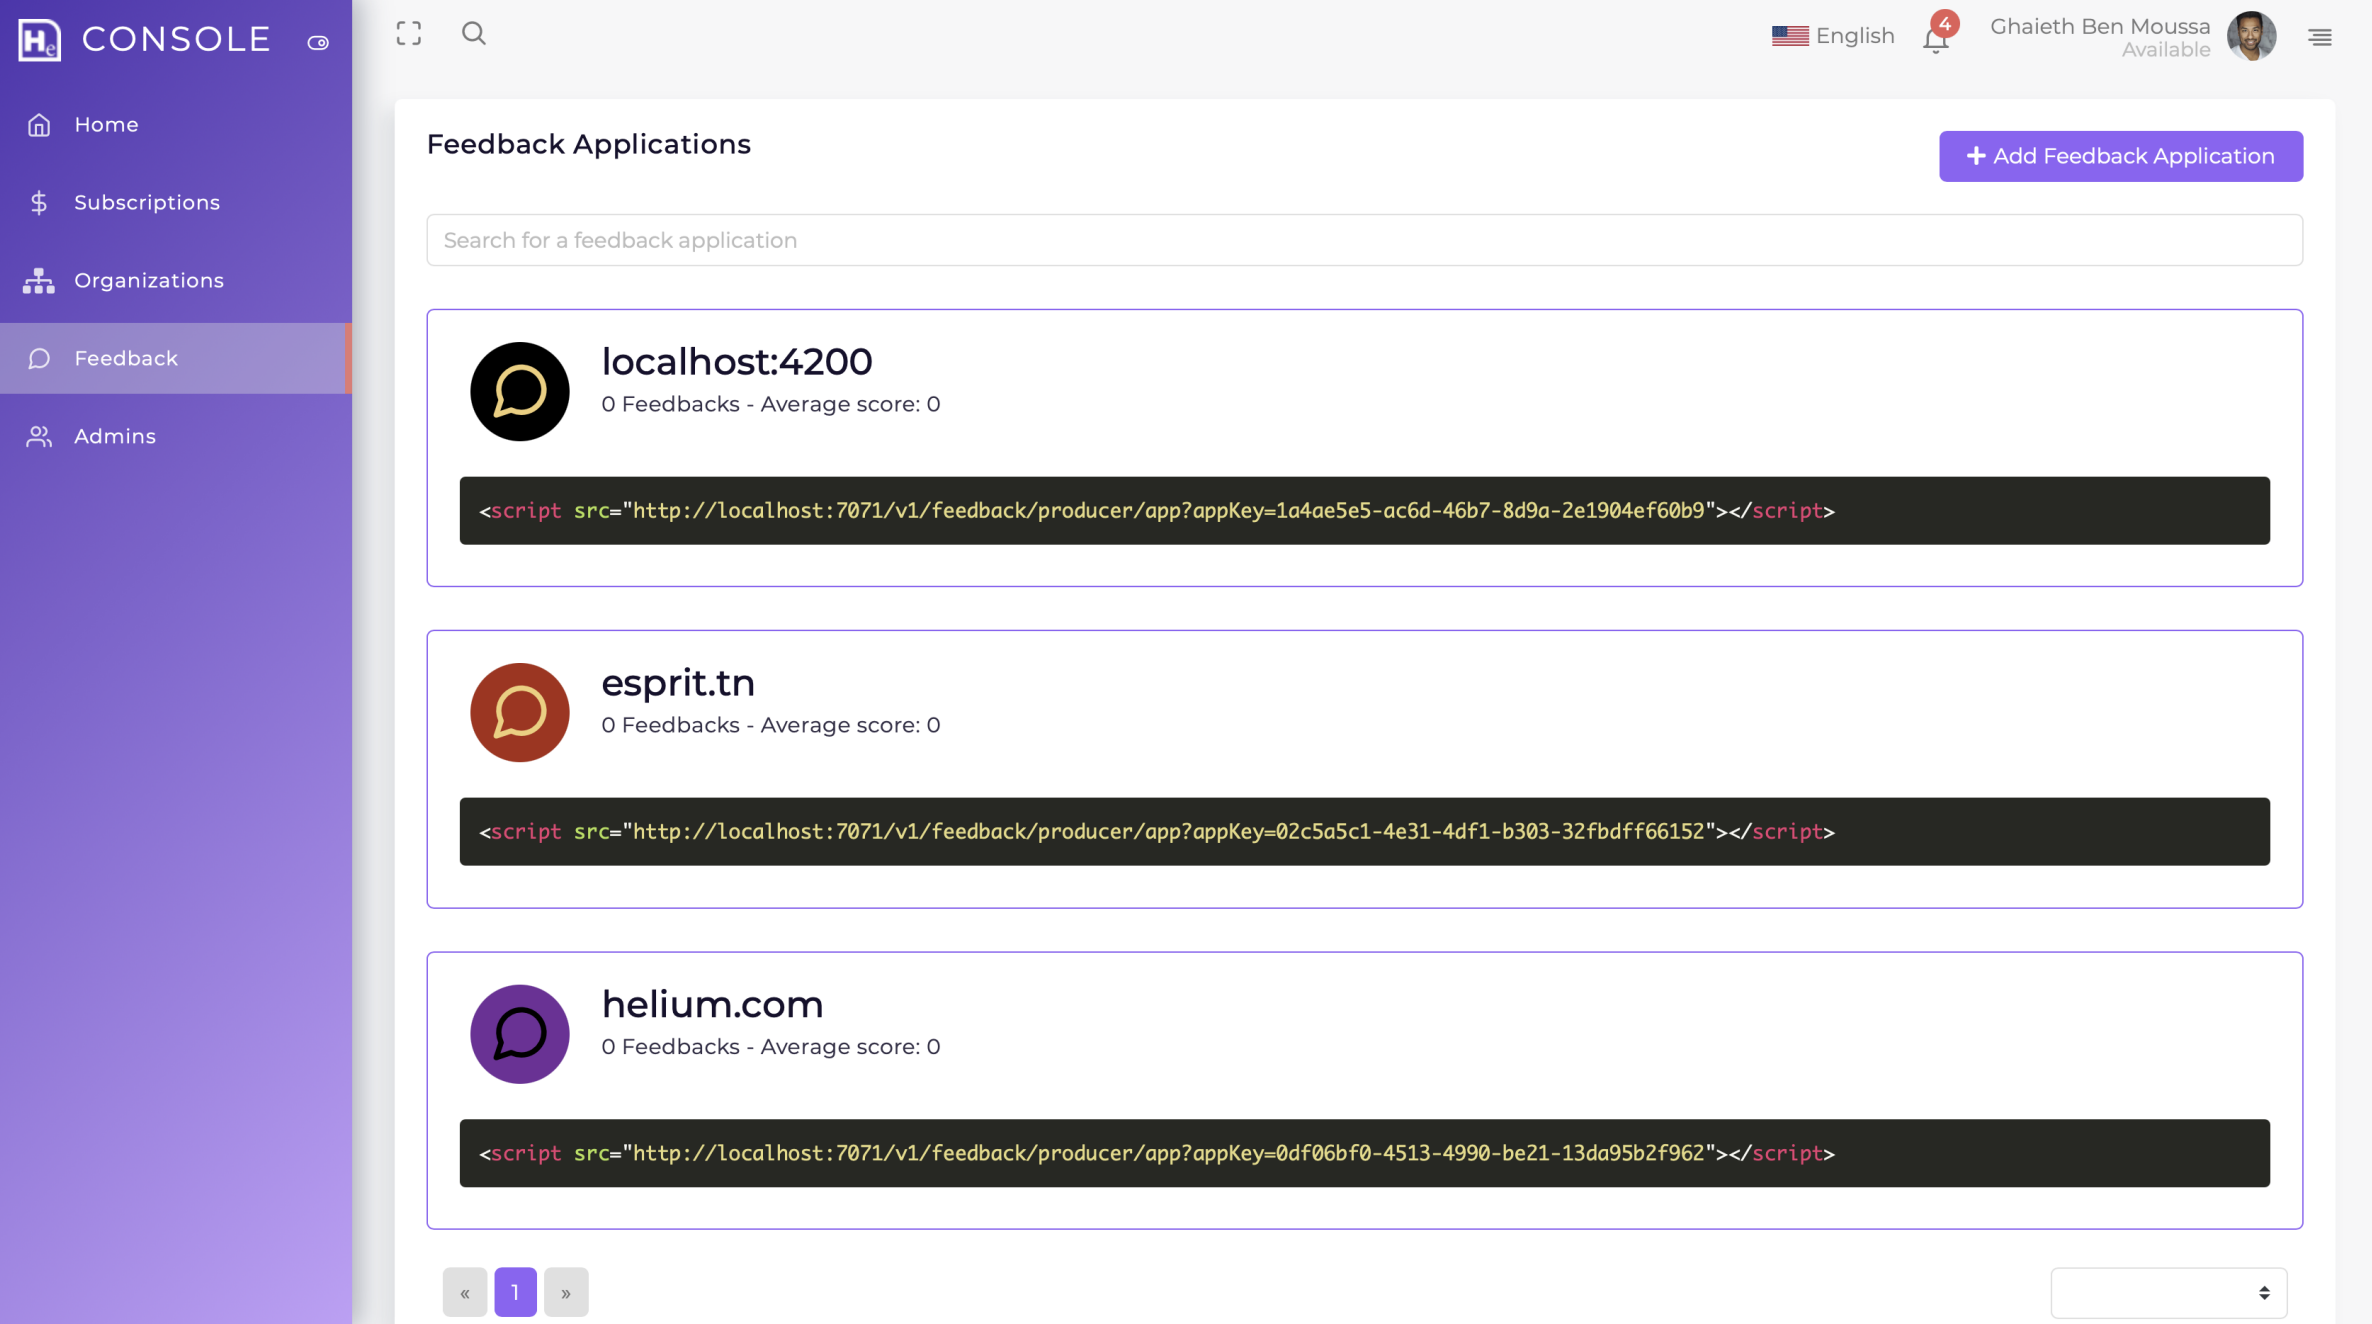 He CONSOLE
Home
Subscriptions
Organizations
Feedback
Admins
English
4
Ghaieth Ben Moussa
Available
Feedback Applications
+ Add Feedback Application
Search for a feedback application
localhost:4200
0 Feedbacks - Average score: 0
<script src="http://localhost:7071/v1/feedback/producer/app?appKey=1a4ae5e5-ac6d-46b7-8d9a-2e1904ef60b9"></script>
esprit.tn
0 Feedbacks - Average score: 0
<script src="http://localhost:7071/v1/feedback/producer/app?appKey=02c5a5c1-4e31-4df1-b303-32fbdff66152"></script>
helium.com
0 Feedbacks - Average score: 0
<script src="http://localhost:7071/v1/feedback/producer/app?appKey=0df06bf0-4513-4990-be21-13da95b2f962"></script>
« 1 »